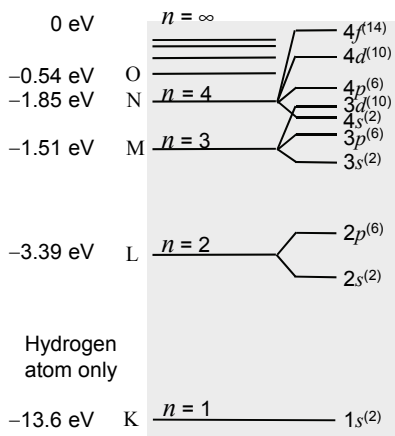 0 eV n = ∞
4f(14)
4d(10)
−0.54 eV O
4p(6)
−1.85 eV N n = 4
3d(10)
4s(2)
−1.51 eV M n = 3
3p(6)
3s(2)
2p(6)
−3.39 eV L n = 2
2s(2)
Hydrogen
atom only
−13.6 eV K n = 1 1s(2)